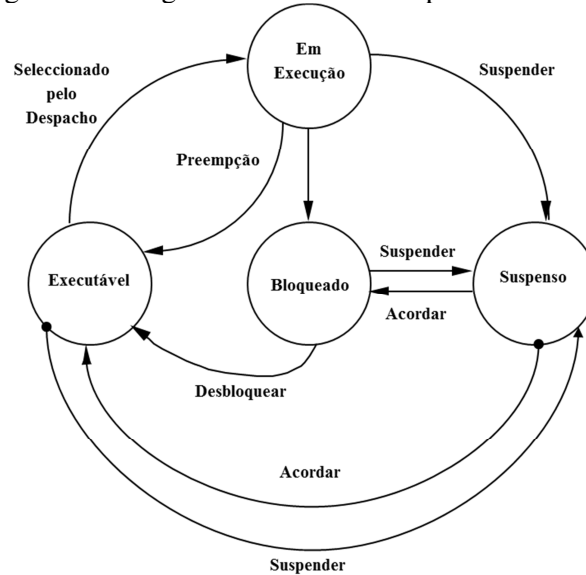 Em
Execução
Seleccionado
pelo
Despacho
Suspender
Preempção
Executável
Bloqueado
Suspender
Acordar
Suspenso
Desbloquear
Acordar
Suspender